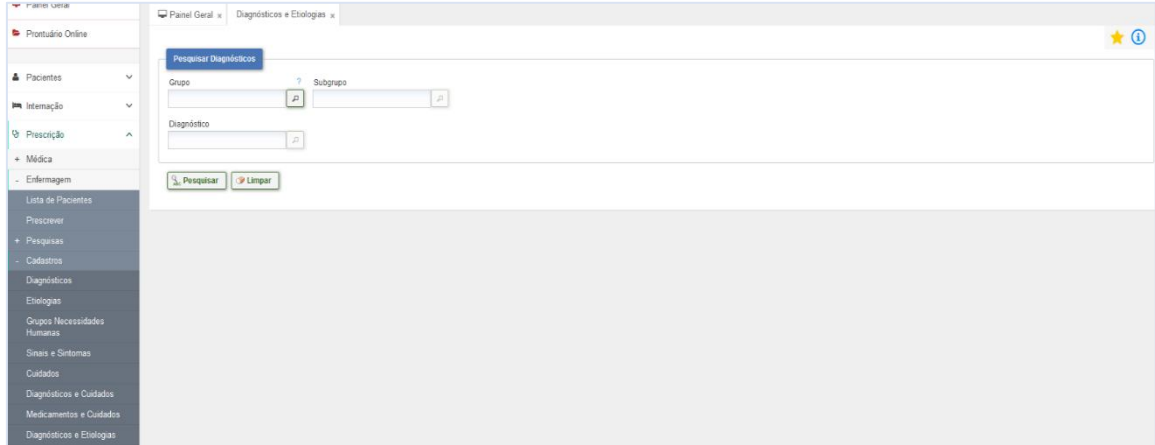 Painel Geral
Painel Geral x Diagnósticos e Etiologias x
Prontuário Online
Pesquisar Diagnósticos
Pacientes
Grupo ? Subgrupo
Internação
Diagnóstico
Prescrição
+ Médica
- Enfermagem
Pesquisar Limpar
Lista de Pacientes
Prescrever
+ Pesquisas
- Cadastros
Diagnósticos
Etiologias
Grupos Necessidades
Humanas
Sinais e Sintomas
Cuidados
Diagnósticos e Cuidados
Medicamentos e Cuidados
Diagnósticos e Etiologias